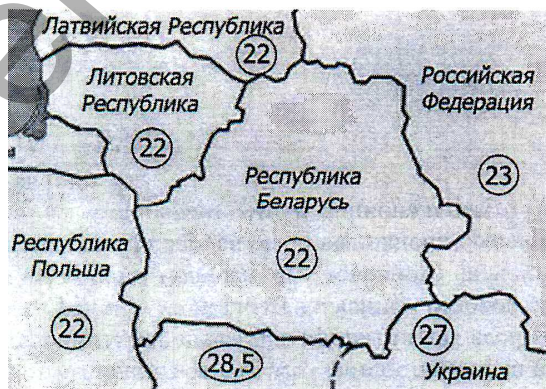 Латвийская Республика
22
Литовская
Республика
22
Российская
Федерация
23
Республика
Беларусь
22
Республика
Польша
22
28,5
27
Украина